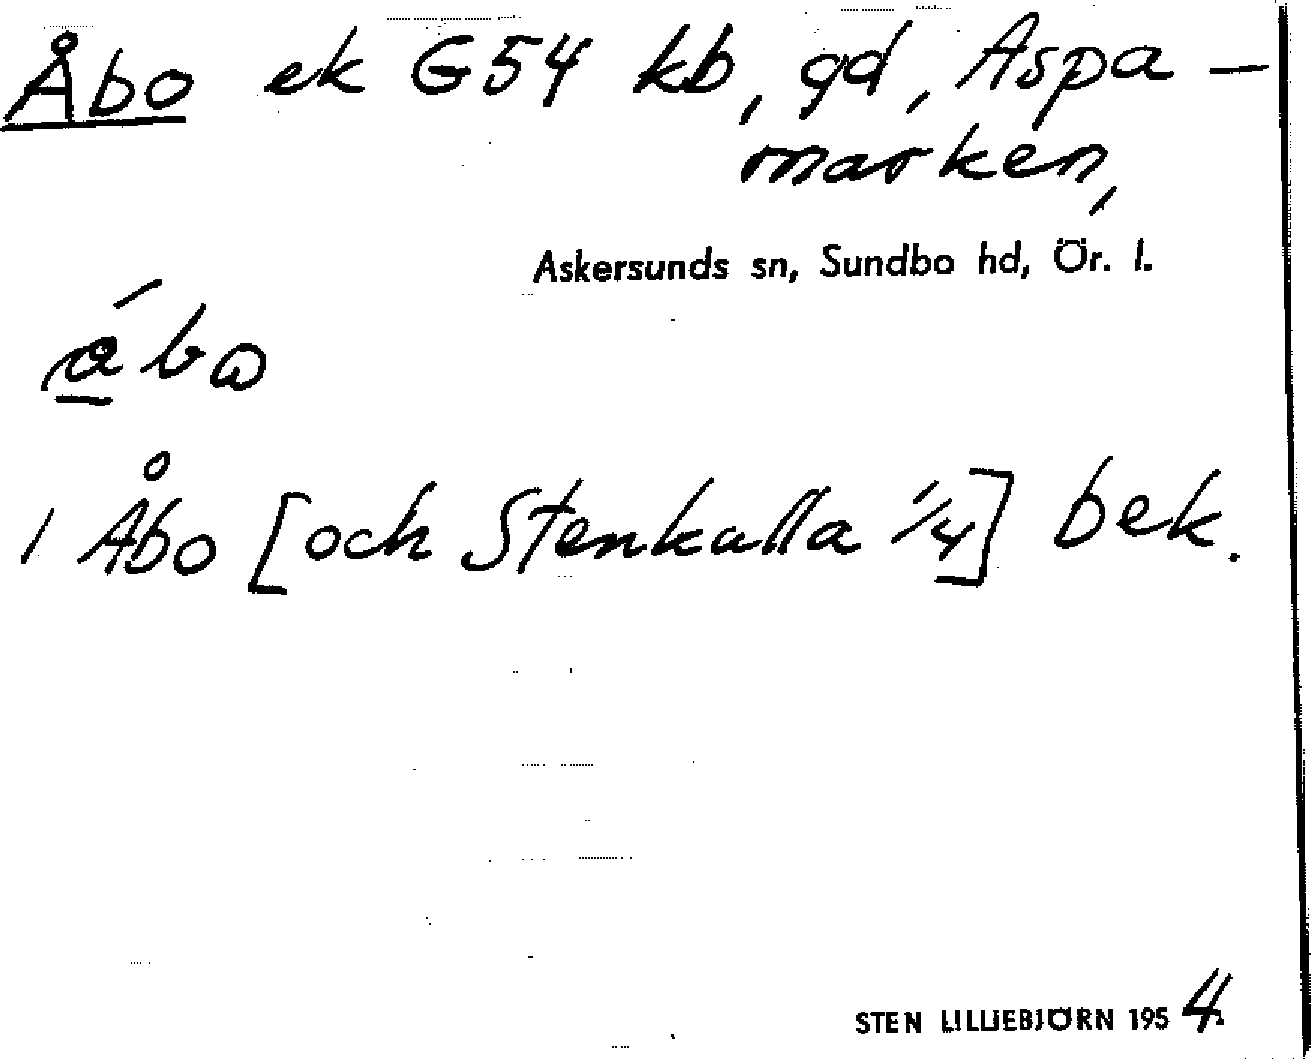 Åbo ek G54 kb, gd, Aspa-
marken,
Askersunds sn, Sundbo hd, Ör. l.
åbo
1 Åbo [och Stenkalla 1/4] bek.
STEN LILLIEBJÖRN 1954